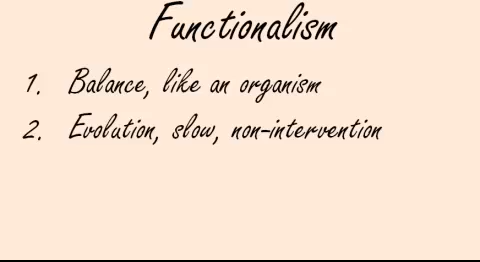 Functionalism
1. Balance, like an organism
2. Evolution, slow, non-intervention